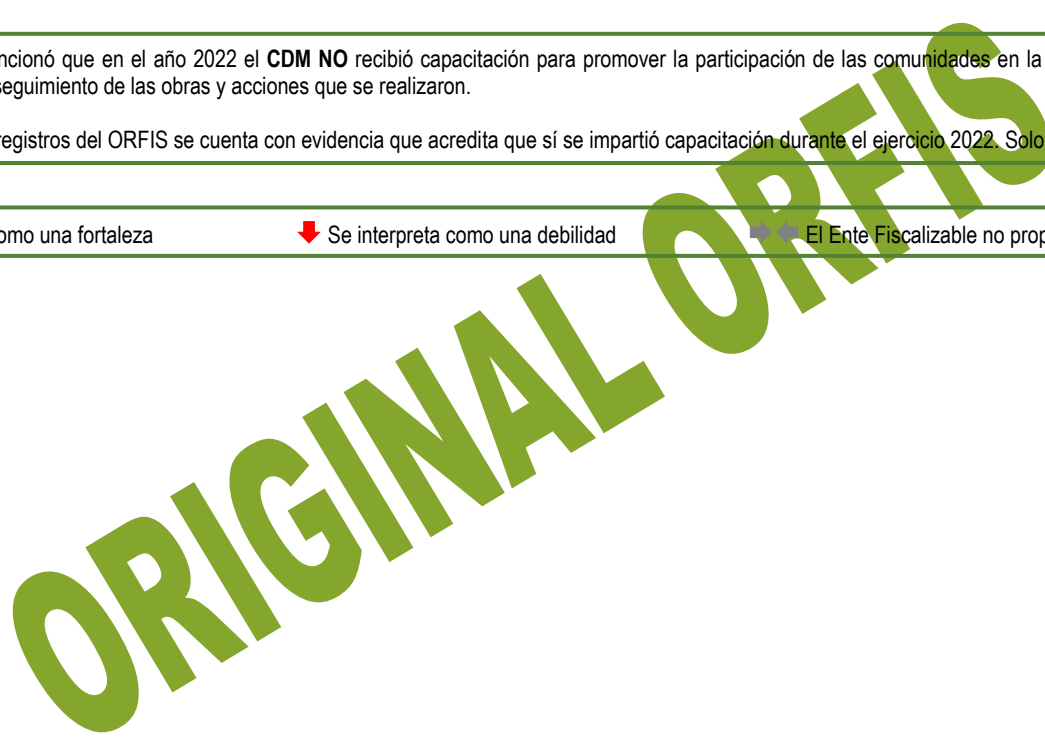 ncionó que en el año 2022 el CDM NO recibió capacitación para promover la participación de las comunidades en la
seguimiento de las obras y acciones que se realizaron.
registros del ORFIS se cuenta con evidencia que acredita que sí se impartió capacitación durante el ejercicio 2022. Solo
omo una fortaleza Se interpreta como una debilidad El Ente Fiscalizable no prop
ORIGINAL ORFIS